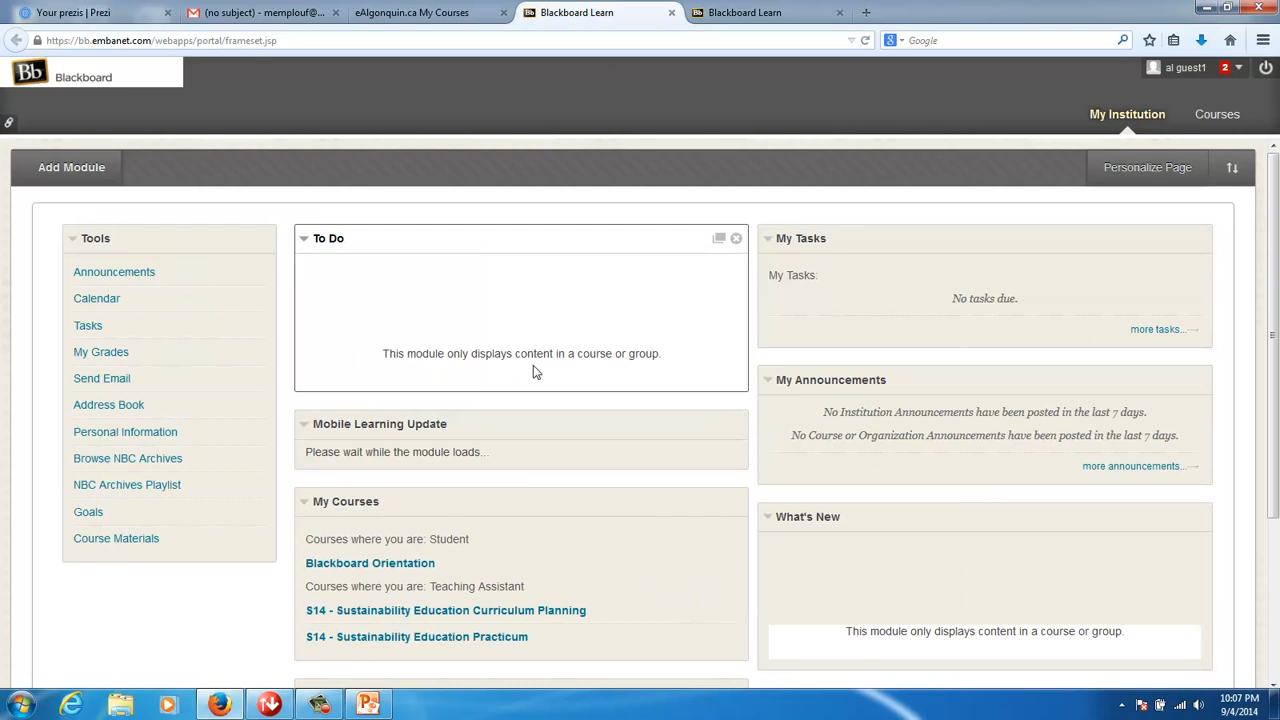 Your prezi
(no subject) - memplouf@...
eAlgonquin.ca My Courses
Blackboard Learn
Blackboard Learn
https://bb.embanet.com/webapps/portal/frameset.jsp
Google
Bb Blackboard
al guest1 2
My Institution Courses
Add Module
Personalize Page
Tools
Announcements
Calendar
Tasks
My Grades
Send Email
Address Book
Personal Information
Browse NBC Archives
NBC Archives Playlist
Goals
Course Materials
To Do
This module only displays content in a course or group.
Mobile Learning Update
Please wait while the module loads...
My Courses
Courses where you are: Student
Blackboard Orientation
Courses where you are: Teaching Assistant
S14 - Sustainability Education Curriculum Planning
S14 - Sustainability Education Practicum
My Tasks
My Tasks:
No tasks due.
more tasks...
My Announcements
No Institution Announcements have been posted in the last 7 days.
No Course or Organization Announcements have been posted in the last 7 days.
more announcements...
What's New
This module only displays content in a course or group.
10:07 PM
9/4/2014